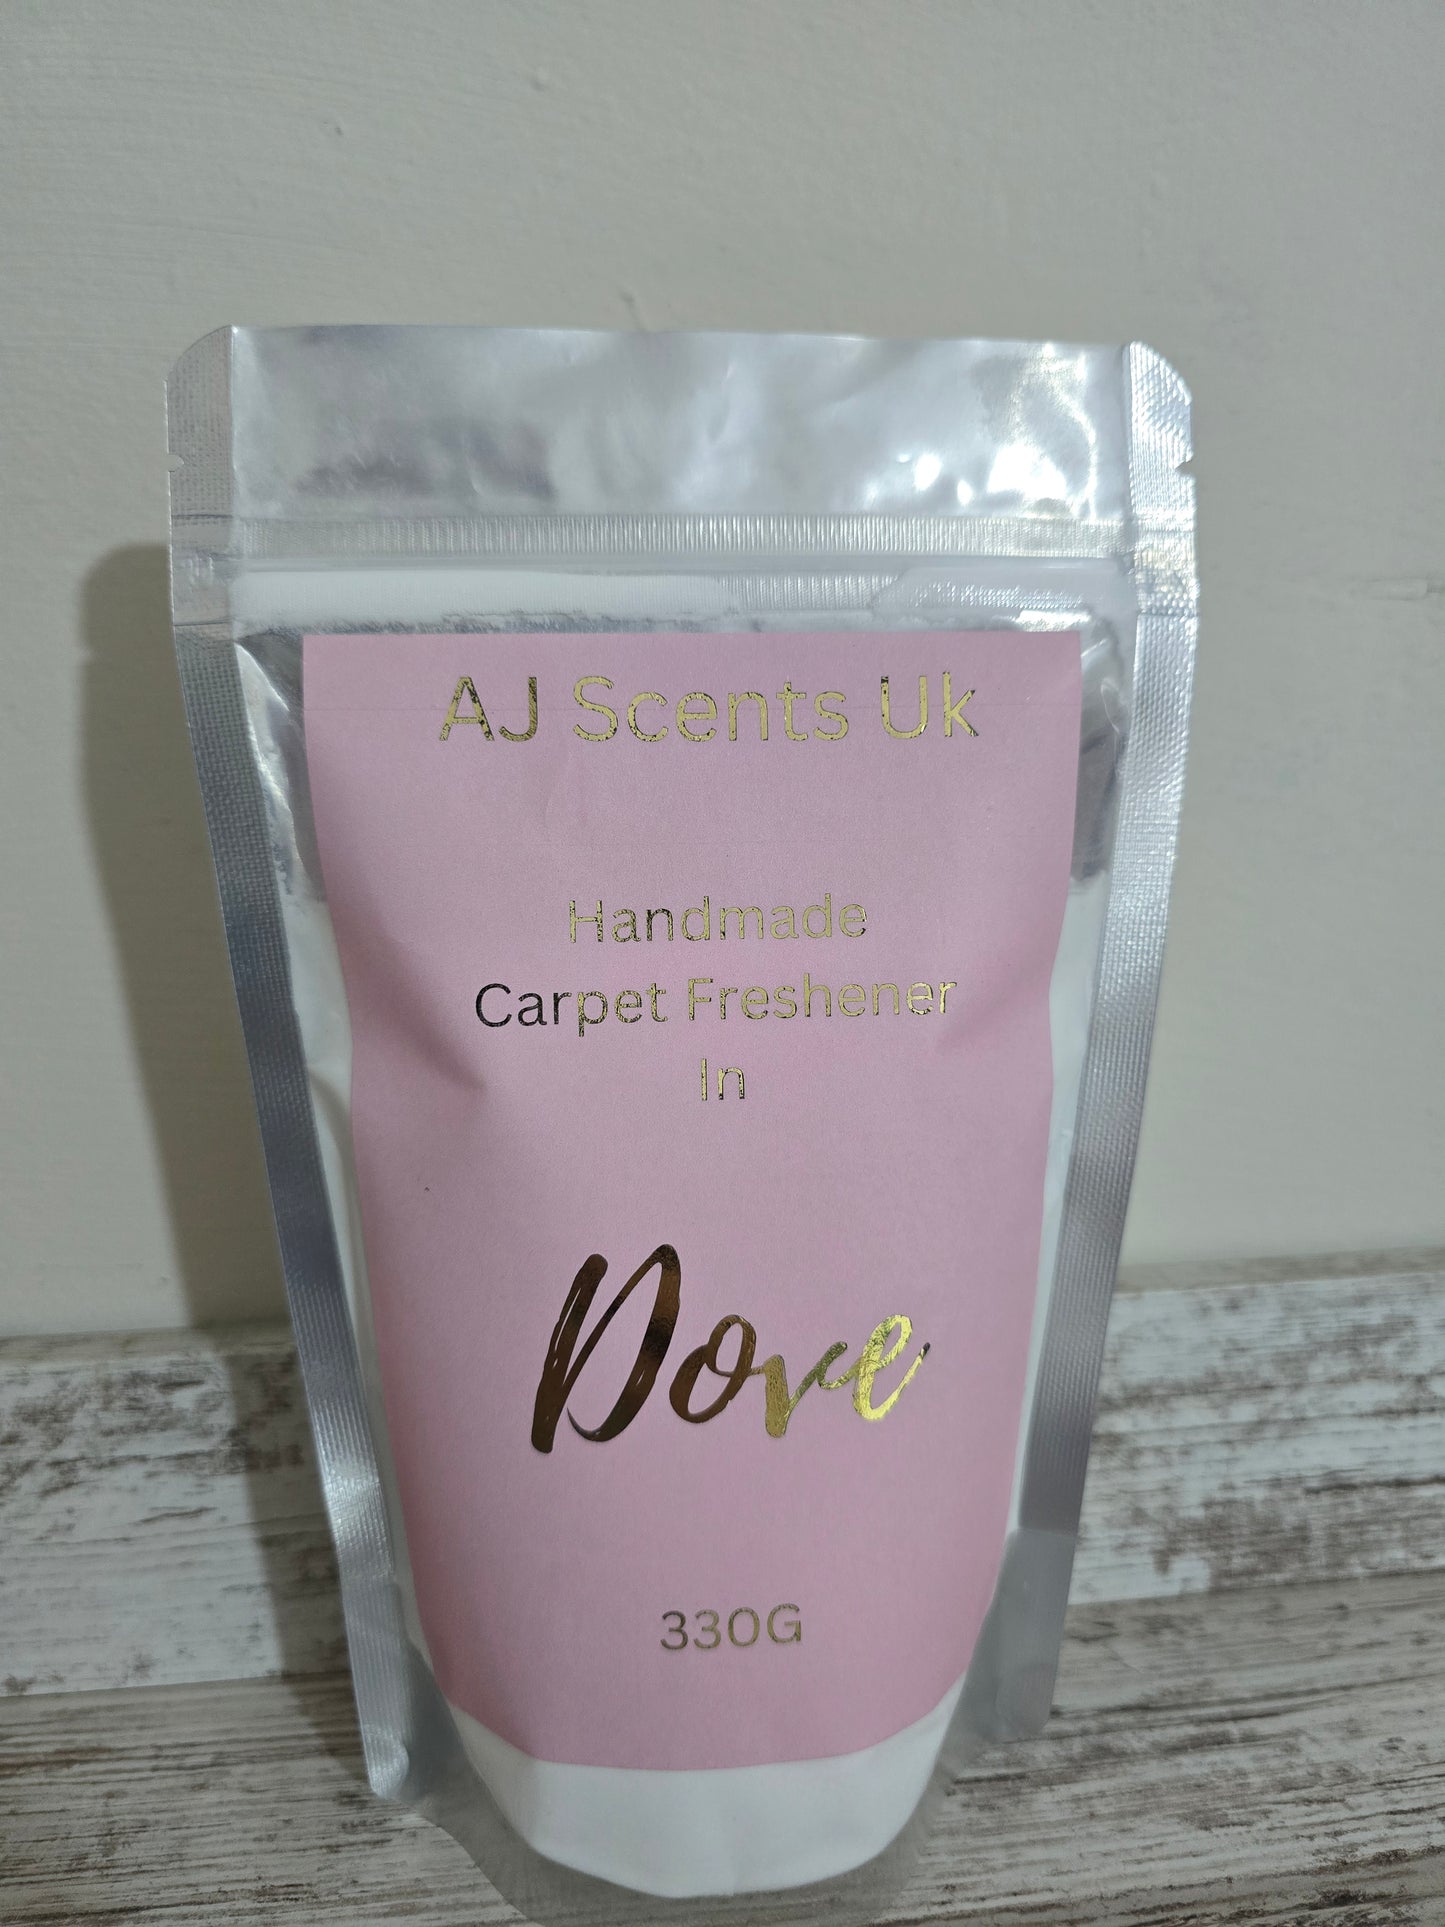 AJ Scents Uk
Handmade
Carpet Freshener
In
Dove
330G